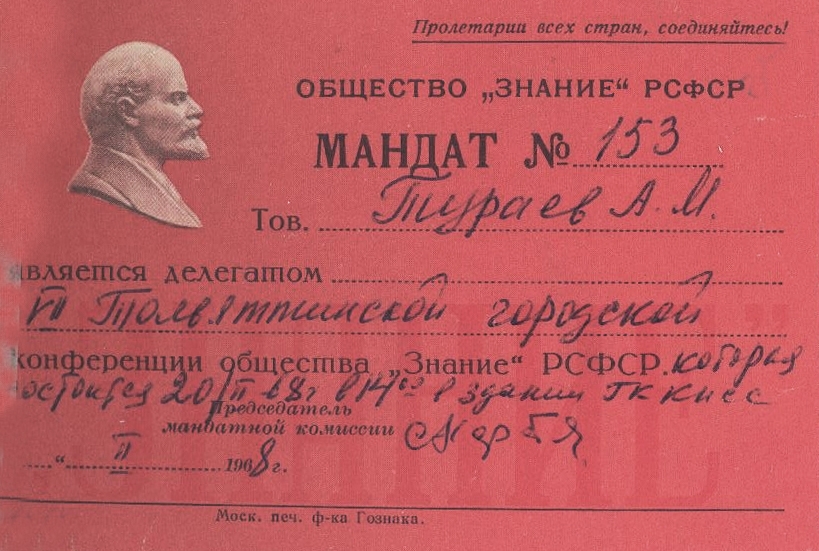 Пролетарии всех стран, соединяйтесь!
ОБЩЕСТВО „ЗНАНИЕ“ РСФСР
МАНДАТ № 153
Тов. Тураев А. М.
является делегатом
VII Тольяттинской городской
конференции общества „Знание“ РСФСР. которая
состоится 20/II 68г в 14 00 в здании ГК КПСС
Председатель
мандатной комиссии
„ “ II 1968 г.
Моск. печ. ф-ка Гознака.